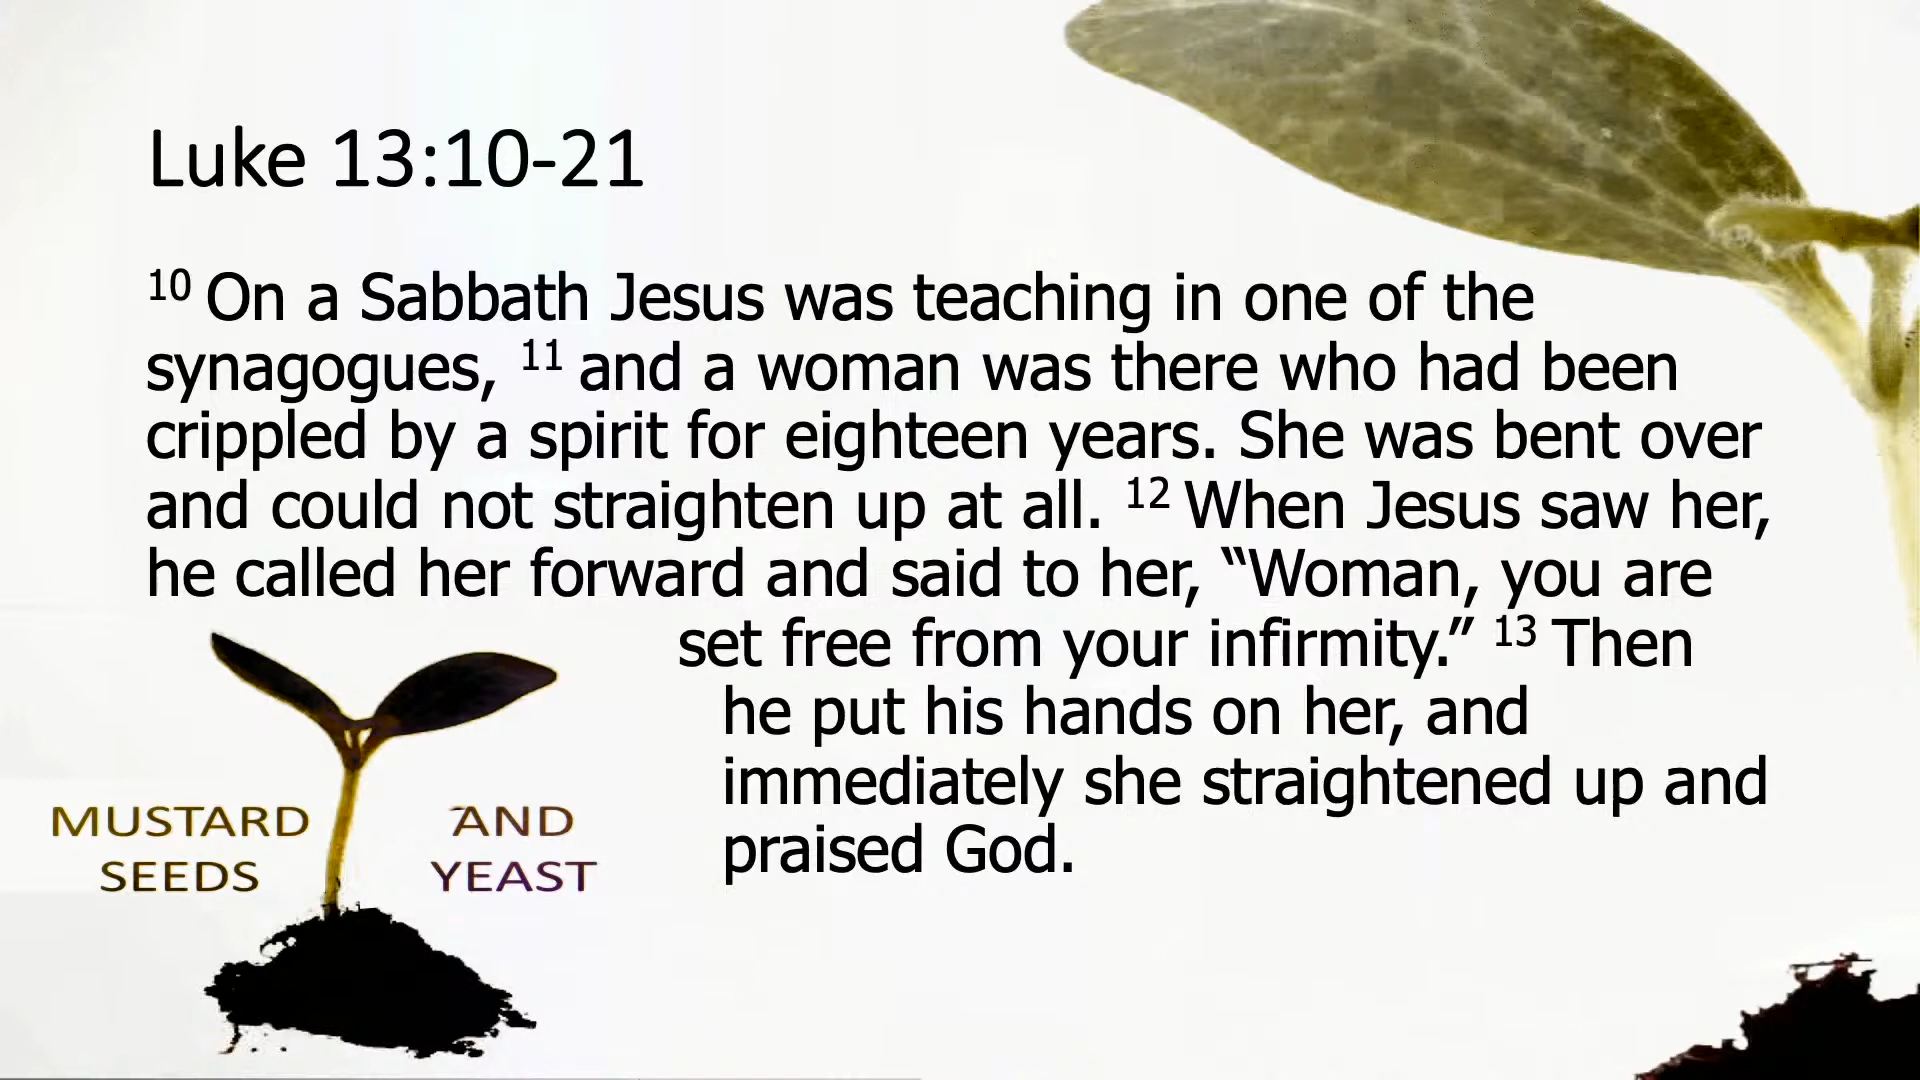 Luke 13:10-21
10 On a Sabbath Jesus was teaching in one of the
synagogues, 11 and a woman was there who had been
crippled by a spirit for eighteen years. She was bent over
and could not straighten up at all. 12 When Jesus saw her,
he called her forward and said to her, “Woman, you are
set free from your infirmity.” 13 Then
he put his hands on her, and
immediately she straightened up and
praised God.
MUSTARD AND
SEEDS YEAST